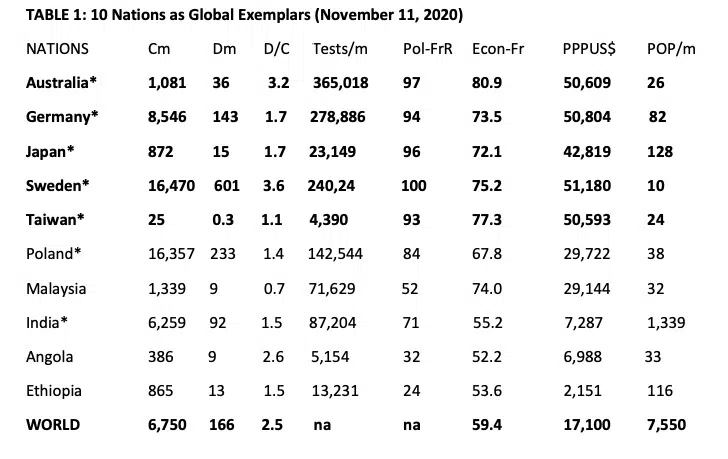 TABLE 1: 10 Nations as Global Exemplars (November 11, 2020)
NATIONS Cm Dm D/C Tests/m Pol-FrR Econ-Fr PPPUS$ POP/m
Australia* 1,081 36 3.2 365,018 97 80.9 50,609 26
Germany* 8,546 143 1.7 278,886 94 73.5 50,804 82
Japan* 872 15 1.7 23,149 96 72.1 42,819 128
Sweden* 16,470 601 3.6 240,24 100 75.2 51,180 10
Taiwan* 25 0.3 1.1 4,390 93 77.3 50,593 24
Poland* 16,357 233 1.4 142,544 84 67.8 29,722 38
Malaysia 1,339 9 0.7 71,629 52 74.0 29,144 32
India* 6,259 92 1.5 87,204 71 55.2 7,287 1,339
Angola 386 9 2.6 5,154 32 52.2 6,988 33
Ethiopia 865 13 1.5 13,231 24 53.6 2,151 116
WORLD 6,750 166 2.5 na na 59.4 17,100 7,550